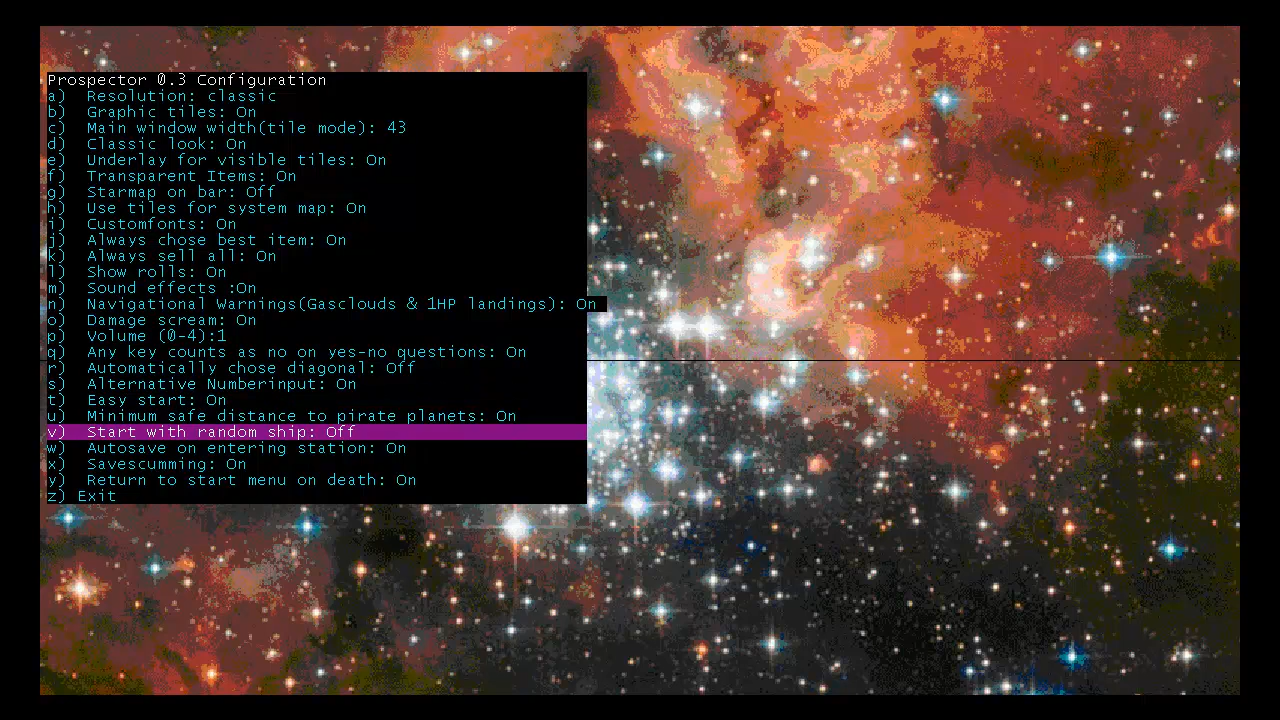 Prospector 0.3 Configuration
a)  Resolution: classic
b)  Graphic tiles: On
c)  Main window width(tile mode): 43
d)  Classic look: On
e)  Underlay for visible tiles: On
f)  Transparent Items: On
g)  Starmap on bar: Off
h)  Use tiles for system map: On
i)  Customfonts: On
j)  Always chose best item: On
k)  Always sell all: On
l)  Show rolls: On
m)  Sound effects :On
n)  Navigational Warnings(Gasclouds & 1HP landings): On
o)  Damage scream: On
p)  Volume (0-4):1
q)  Any key counts as no on yes-no questions: On
r)  Automatically chose diagonal: Off
s)  Alternative Numberinput: On
t)  Easy start: On
u)  Minimum safe distance to pirate planets: On
v)  Start with random ship: Off
w)  Autosave on entering station: On
x)  Savescumming: On
y)  Return to start menu on death: On
z) Exit